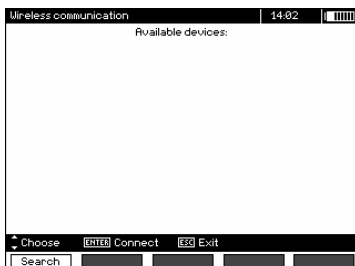 Wireless communication 14:02
Available devices:
Choose ENTER Connect ESC Exit
Search